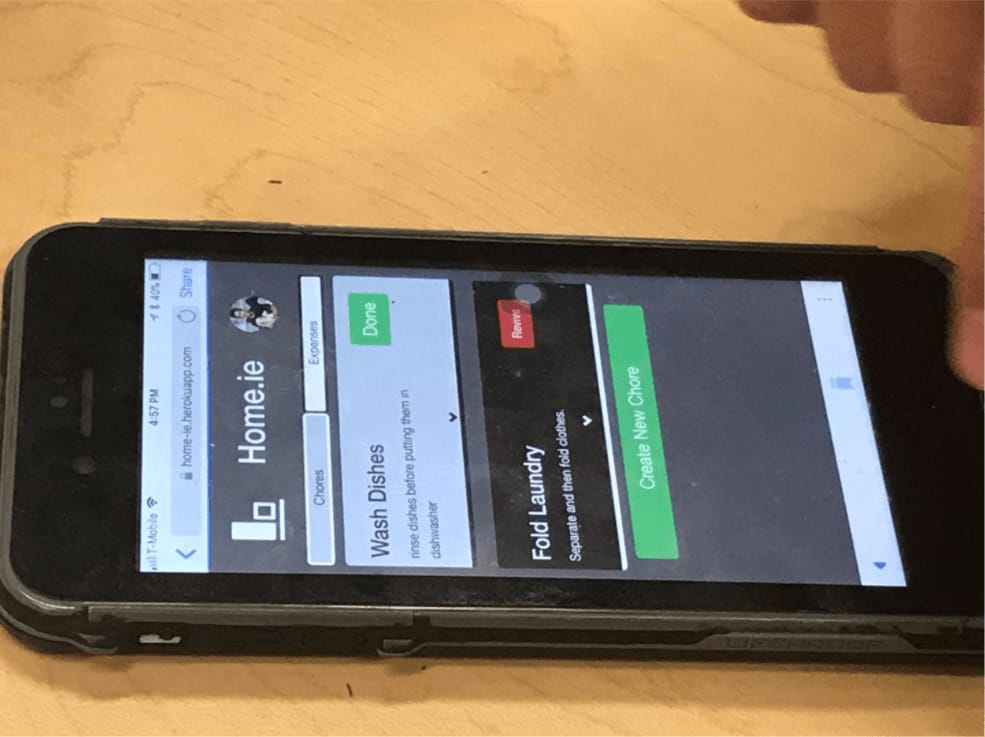 T-Mobile 4:57 PM 40%
home-ie.herokuapp.com Share
Home.ie
Chores Expenses
Wash Dishes Done
rinse dishes before putting them in
dishwasher
Fold Laundry Revive
Separate and then fold clothes.
Create New Chore